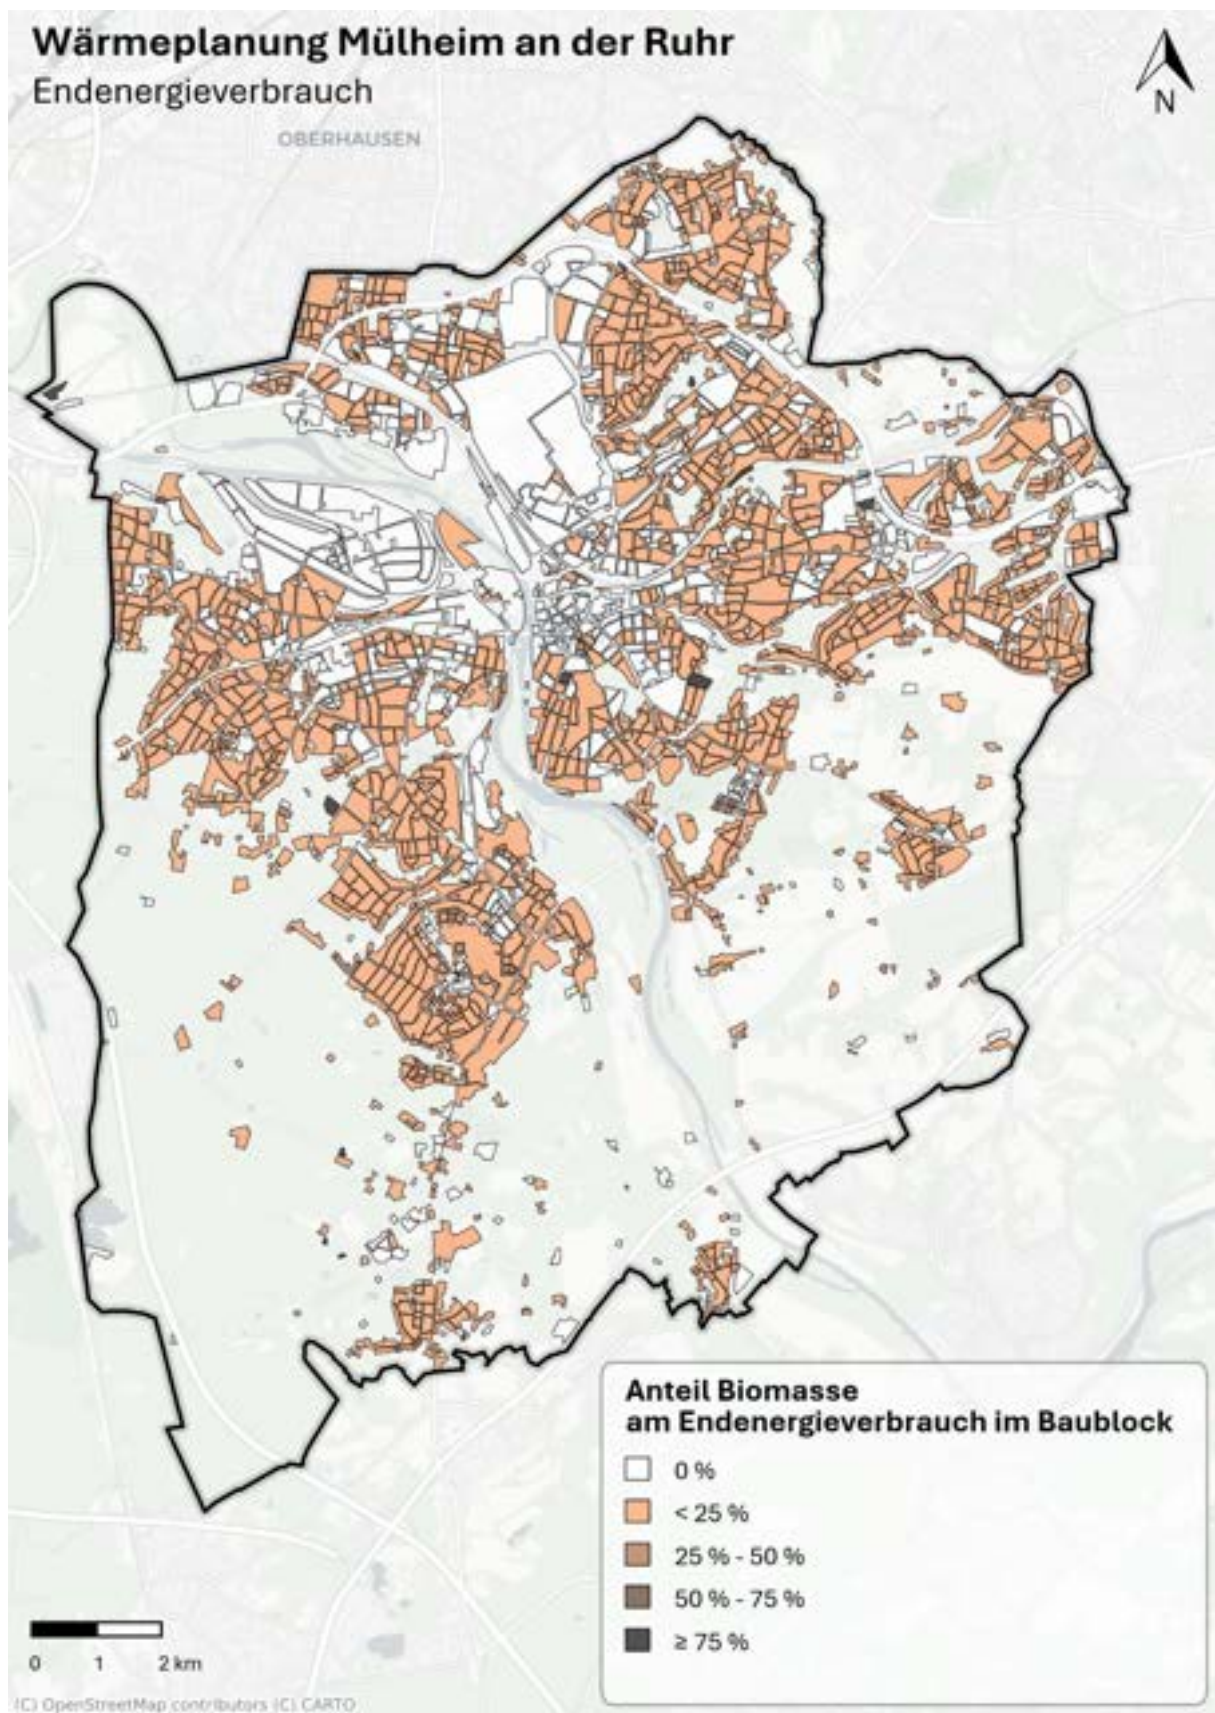 Wärmeplanung Mülheim an der Ruhr
Endenergieverbrauch
N
OBERHAUSEN
Anteil Biomasse
am Endenergieverbrauch im Baublock
0 %
< 25 %
25 % - 50 %
50 % - 75 %
≥ 75 %
0 1 2 km
(C) OpenStreetMap contributors (C) CARTO